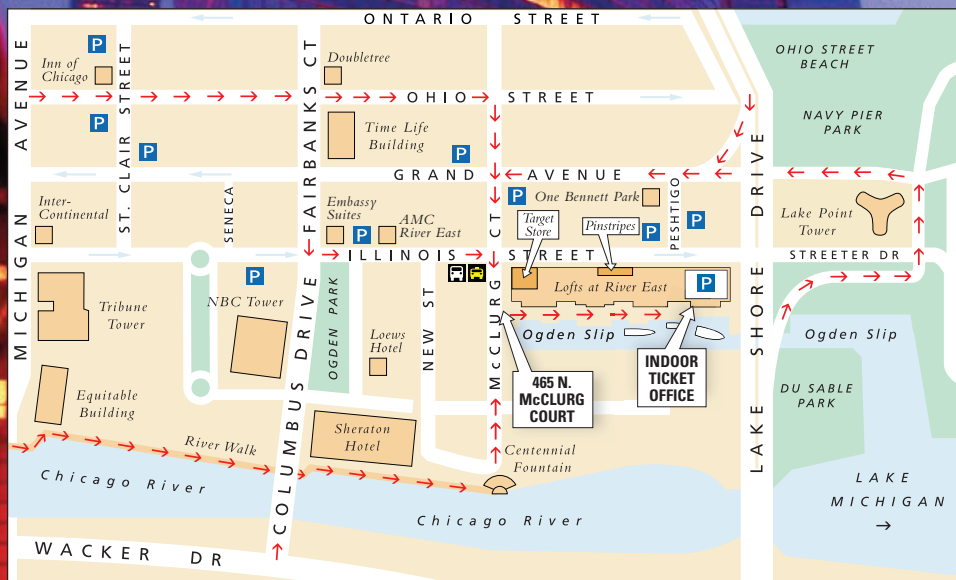 ONTARIO STREET
MICHIGAN AVENUE
P
Inn of
Chicago
ST. CLAIR STREET
FAIRBANKS CT
Doubletree
OHIO STREET
BEACH
OHIO STREET
NAVY PIER
PARK
P
P
Time Life
Building
P
GRAND AVENUE
Inter-
Continental
SENECA
Embassy
Suites
P
AMC
River East
McCLURG CT
P
One Bennett Park
Target
Store
Pinstripes
P
PESHTIGO
P
LAKE SHORE DRIVE
Lake Point
Tower
ILLINOIS STREET
STREETER DR
P
NBC Tower
Tribune
Tower
COLUMBUS DRIVE
OGDEN PARK
Loews
Hotel
NEW ST
Lofts at River East
P
Ogden Slip
Ogden Slip
465 N.
McCLURG
COURT
INDOOR
TICKET
OFFICE
DU SABLE
PARK
Equitable
Building
River Walk
Sheraton
Hotel
Centennial
Fountain
Chicago River
Chicago River
LAKE
MICHIGAN
WACKER DR